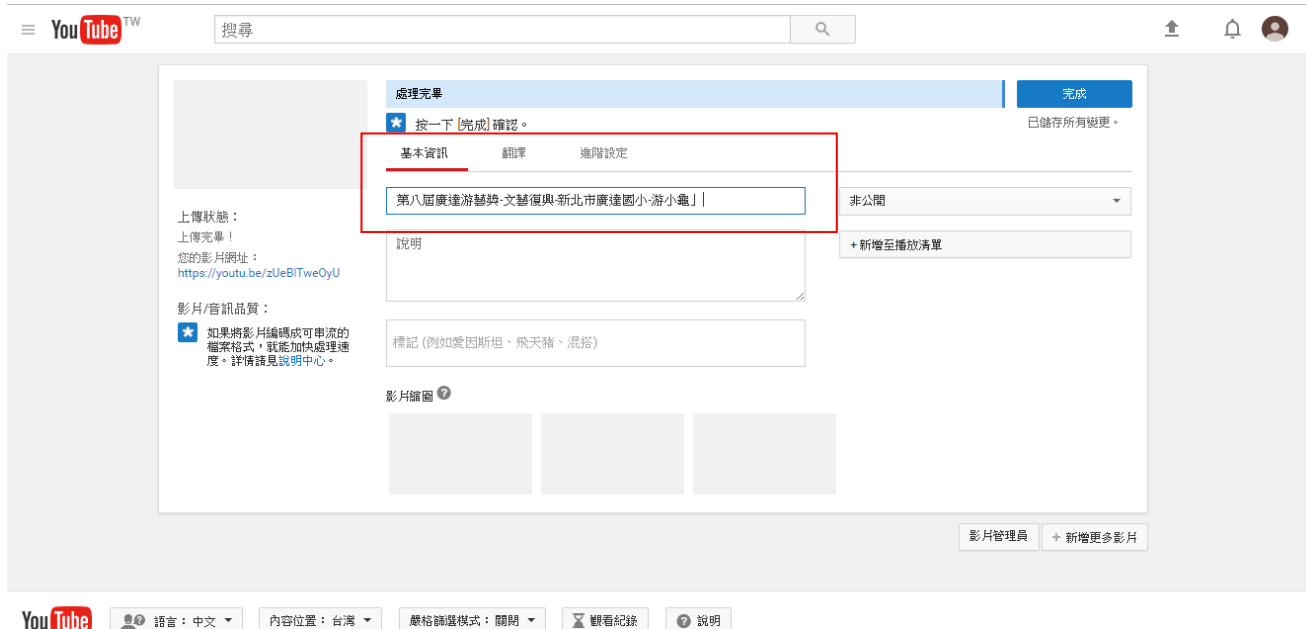 YouTube TW
搜尋
處理完畢
完成
按一下 [完成] 確認。
已儲存所有變更。
基本資訊 翻譯 進階設定
第八屆廣達游藝獎-文藝復興-新北市廣達國小-游小龜」
非公開
上傳狀態：
上傳完畢！
您的影片網址：
https://youtu.be/zUeBlTweOyU
說明
+新增至播放清單
影片/音訊品質：
如果將影片編碼成可串流的
檔案格式，就能加快處理速
度。詳情請見說明中心。
標記 (例如愛因斯坦、飛天豬、混搭)
影片縮圖
影片管理員
+ 新增更多影片
YouTube
語言：中文
內容位置：台灣
嚴格篩選模式：關閉
觀看紀錄
說明